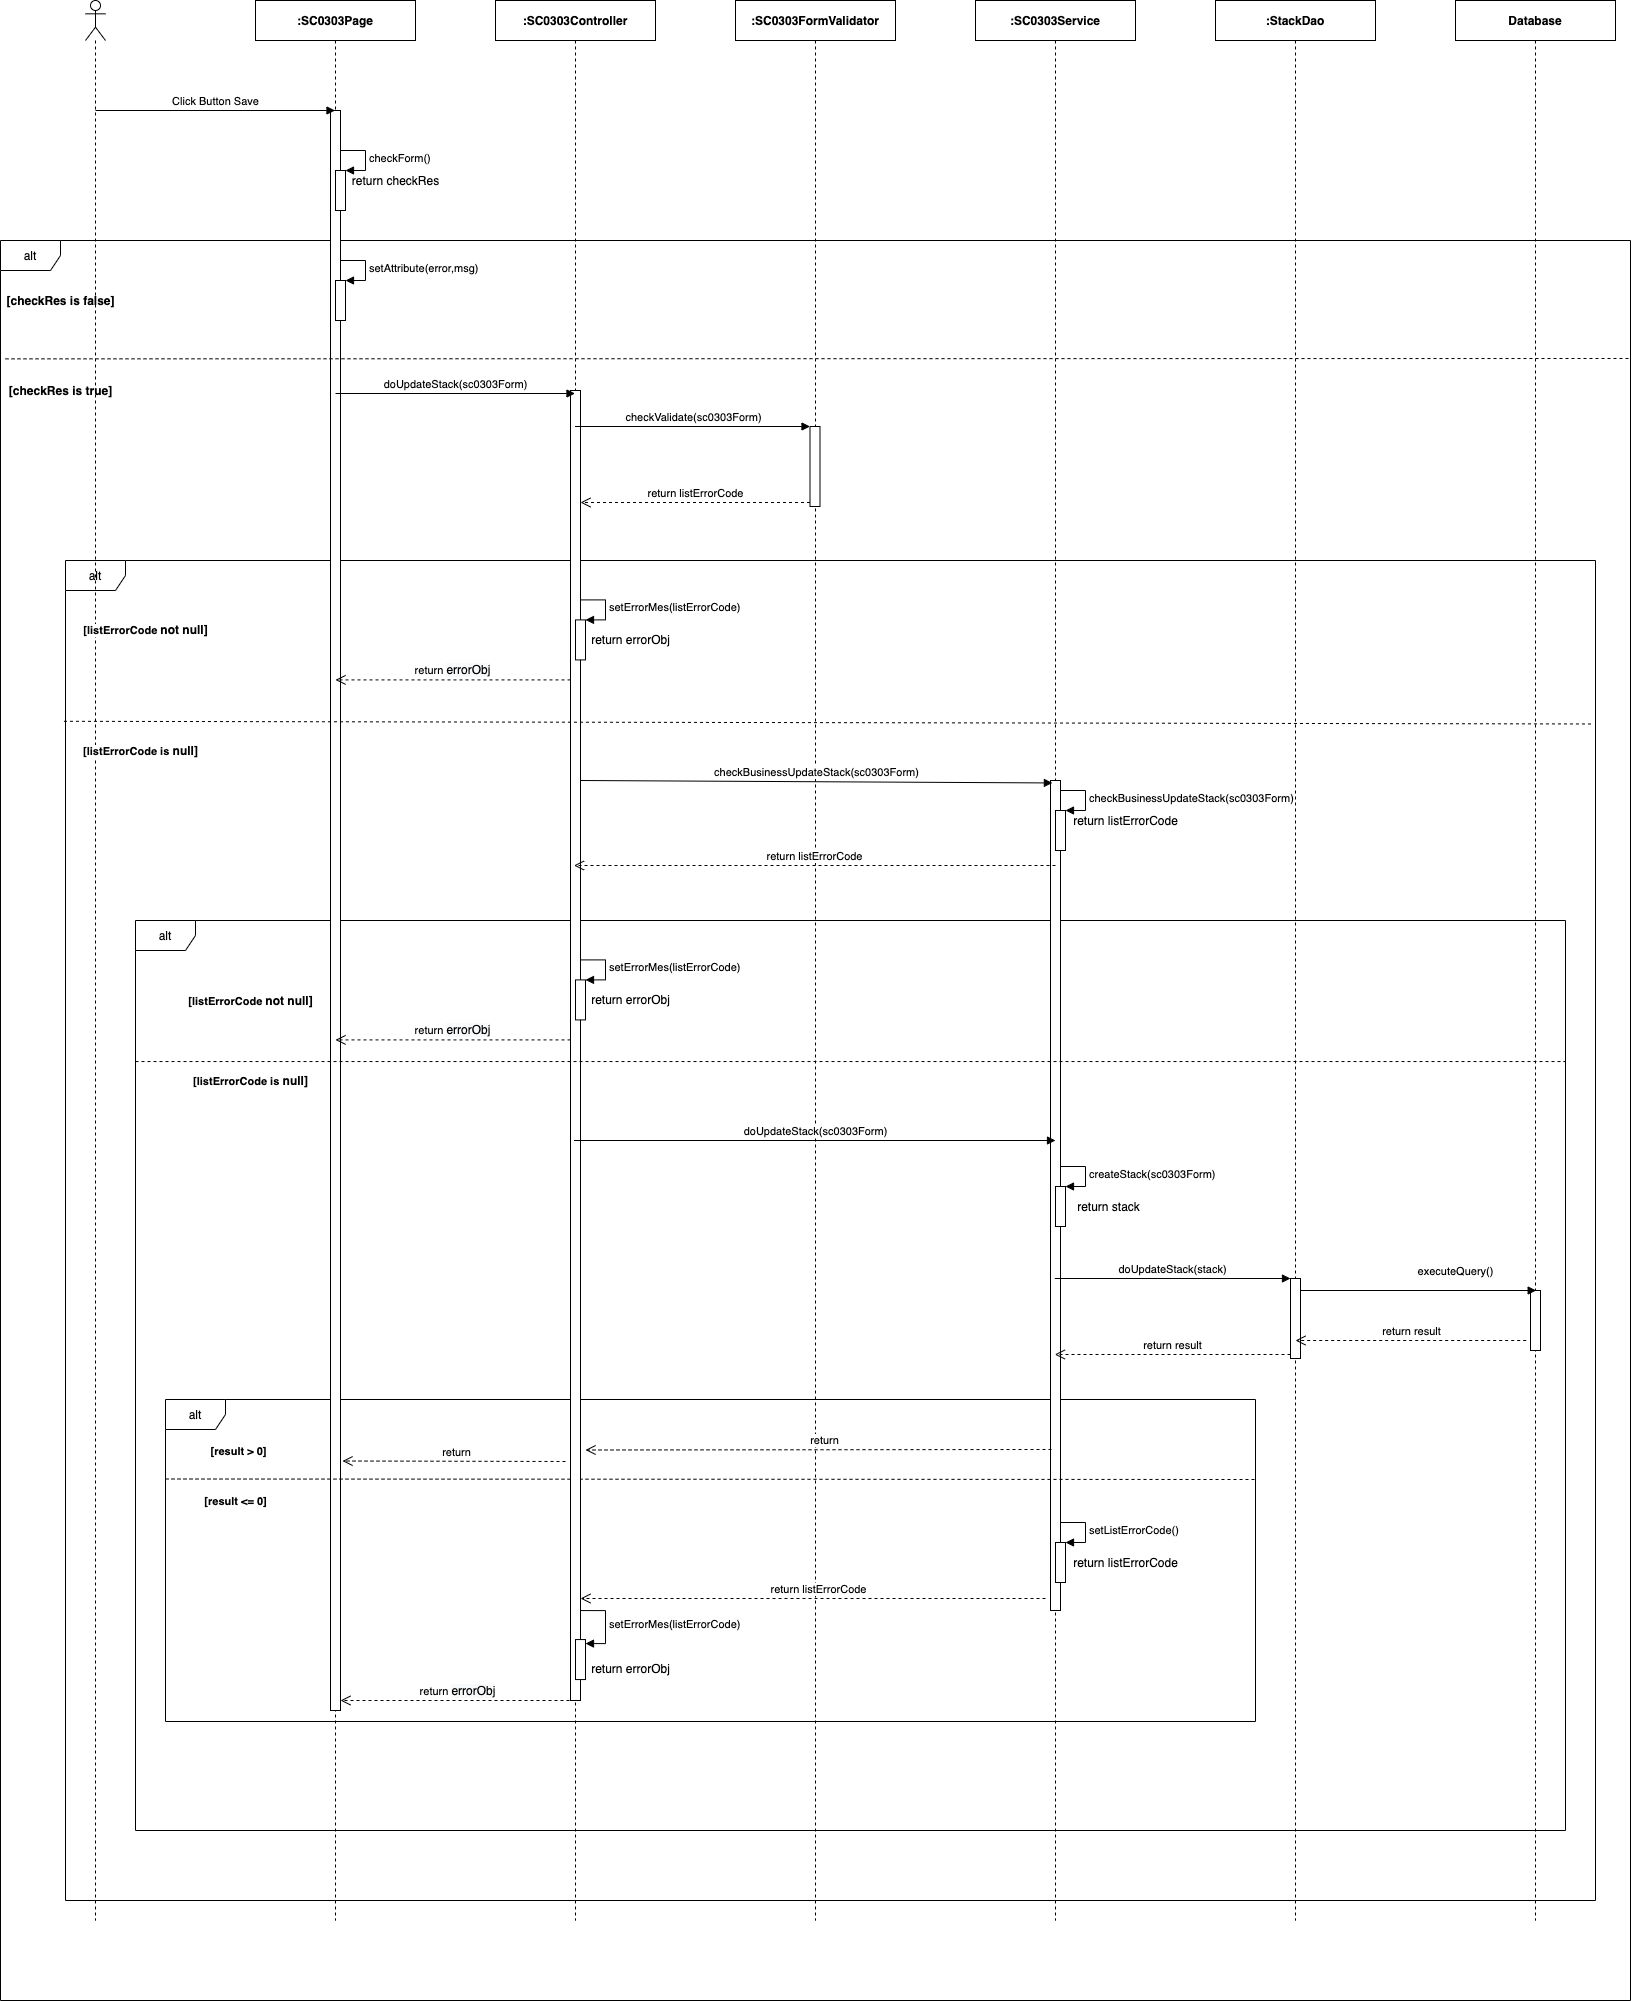 :SC0303Page
:SC0303Controller
:SC0303FormValidator
:SC0303Service
:StackDao
Database
Click Button Save
checkForm()
return checkRes
alt
setAttribute(error,msg)
[checkRes is false]
[checkRes is true]
doUpdateStack(sc0303Form)
checkValidate(sc0303Form)
return listErrorCode
alt
setErrorMes(listErrorCode)
[listErrorCode not null]
return errorObj
return errorObj
[listErrorCode is null]
checkBusinessUpdateStack(sc0303Form)
checkBusinessUpdateStack(sc0303Form)
return listErrorCode
return listErrorCode
alt
setErrorMes(listErrorCode)
[listErrorCode not null]
return errorObj
return errorObj
[listErrorCode is null]
doUpdateStack(sc0303Form)
createStack(sc0303Form)
return stack
doUpdateStack(stack)
executeQuery()
return result
return result
alt
[result > 0]
return
return
[result <= 0]
setListErrorCode()
return listErrorCode
return listErrorCode
setErrorMes(listErrorCode)
return errorObj
return errorObj